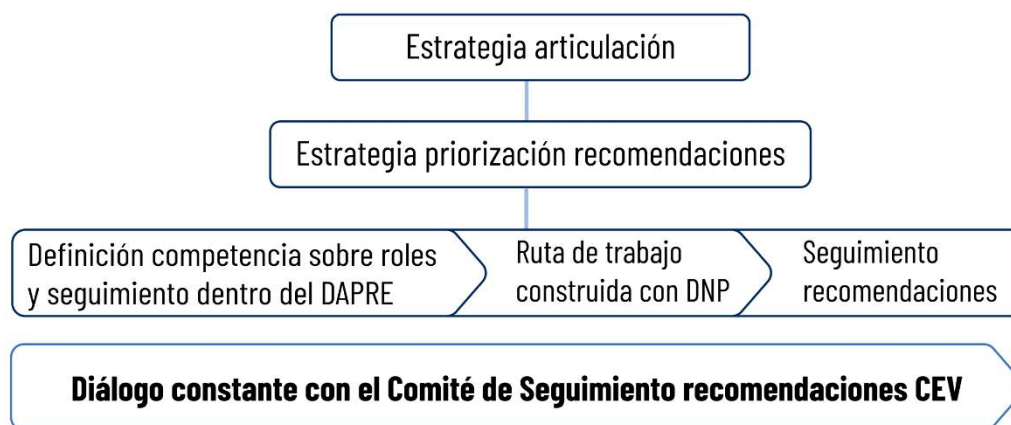 Estrategia articulación
Estrategia priorización recomendaciones
Definición competencia sobre roles
y seguimiento dentro del DAPRE
Ruta de trabajo
construida con DNP
Seguimiento
recomendaciones
Diálogo constante con el Comité de Seguimiento recomendaciones CEV